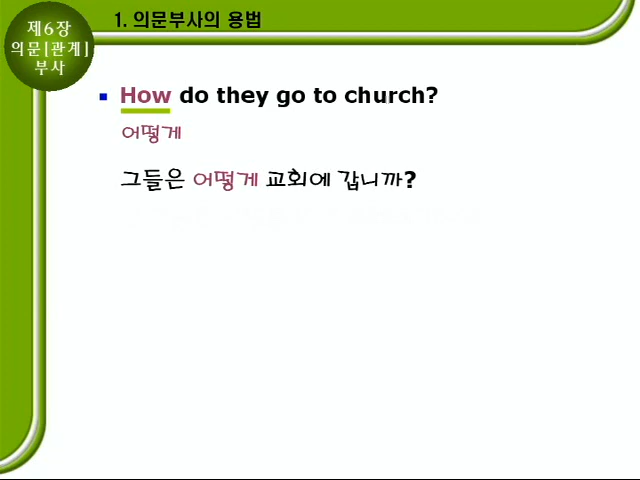 제6장
의문[관계]
부사
1. 의문부사의 용법
How do they go to church?
어떻게
그들은 어떻게 교회에 갑니까?